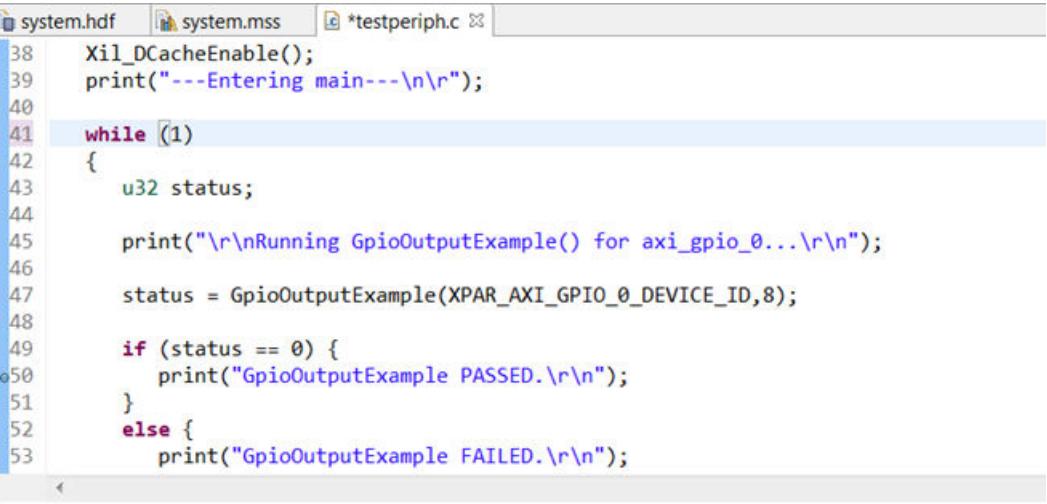 system.hdf system.mss *testperiph.c
38 Xil_DCacheEnable();
39 print("---Entering main---\n\r");
40
41 while (1)
42 {
43 u32 status;
44
45 print("\r\nRunning GpioOutputExample() for axi_gpio_0...\r\n");
46
47 status = GpioOutputExample(XPAR_AXI_GPIO_0_DEVICE_ID,8);
48
49 if (status == 0) {
50 print("GpioOutputExample PASSED.\r\n");
51 }
52 else {
53 print("GpioOutputExample FAILED.\r\n");